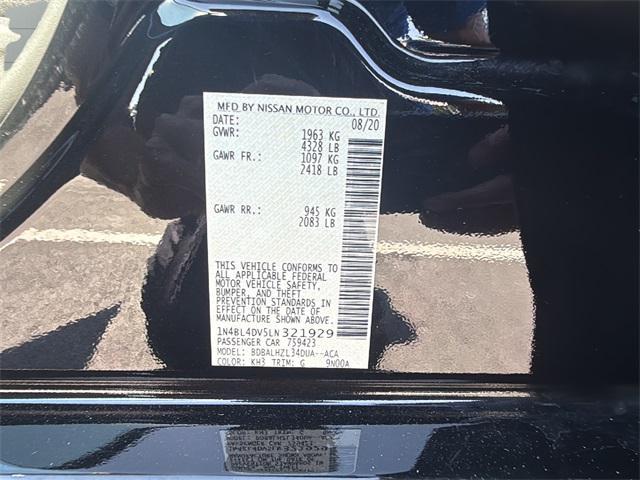 MFD BY NISSAN MOTOR CO., LTD.
DATE: 08/20
GVWR: 1963 KG
4328 LB
GAWR FR.: 1097 KG
2418 LB
GAWR RR.: 945 KG
2083 LB
THIS VEHICLE CONFORMS TO
ALL APPLICABLE FEDERAL
MOTOR VEHICLE SAFETY,
BUMPER, AND THEFT
PREVENTION STANDARDS IN
EFFECT ON THE DATE OF
MANUFACTURE SHOWN ABOVE.
1N4BL4DV5LN321929
PASSENGER CAR 759423
MODEL: BDBALHZL34DUA--ACA
COLOR: KH3 TRIM: G 9N00A